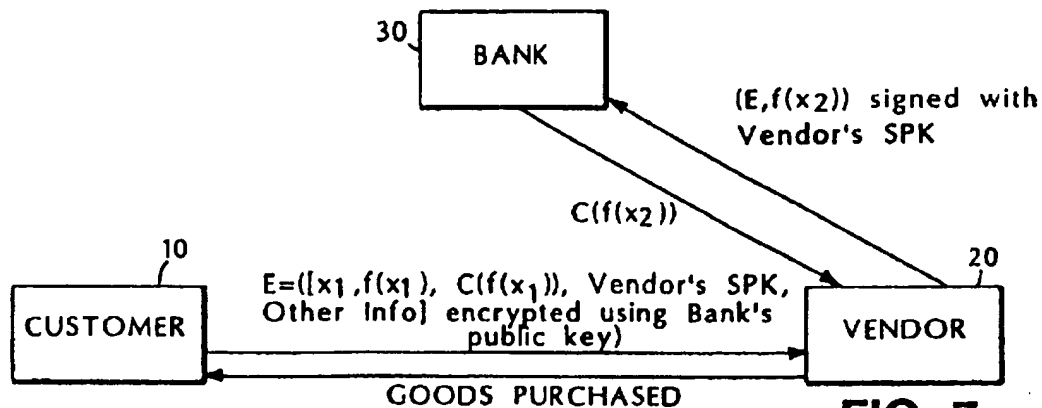 30
BANK
(E,f(x2)) signed with
Vendor's SPK
C(f(x2))
10
20
E=([x1,f(x1), C(f(x1)), Vendor's SPK,
Other Info] encrypted using Bank's
public key)
CUSTOMER
VENDOR
GOODS PURCHASED